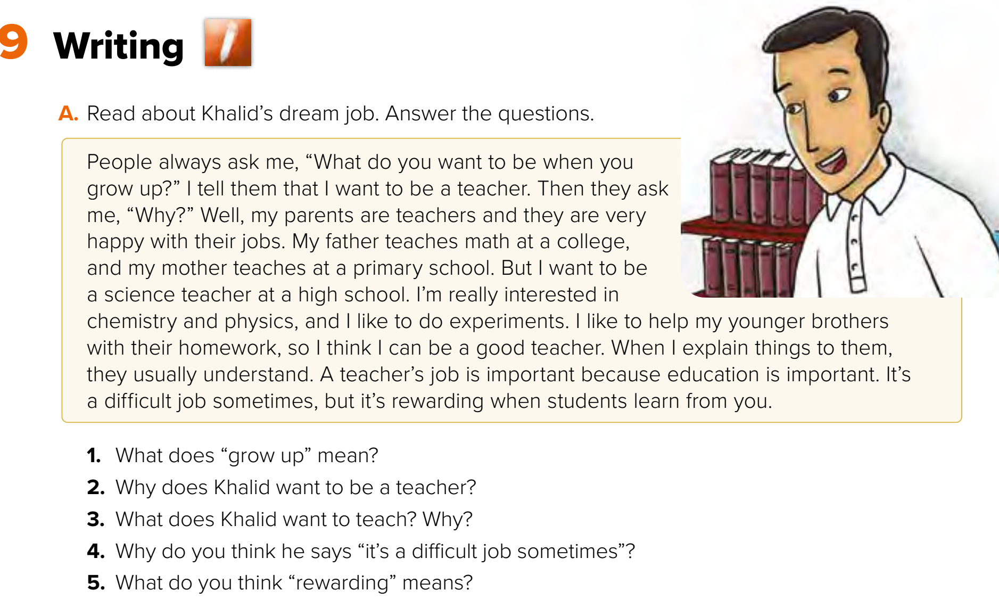 9 Writing
A. Read about Khalid’s dream job. Answer the questions.
People always ask me, “What do you want to be when you
grow up?” I tell them that I want to be a teacher. Then they ask
me, “Why?” Well, my parents are teachers and they are very
happy with their jobs. My father teaches math at a college,
and my mother teaches at a primary school. But I want to be
a science teacher at a high school. I’m really interested in
chemistry and physics, and I like to do experiments. I like to help my younger brothers
with their homework, so I think I can be a good teacher. When I explain things to them,
they usually understand. A teacher’s job is important because education is important. It’s
a difficult job sometimes, but it’s rewarding when students learn from you.
1. What does “grow up” mean?
2. Why does Khalid want to be a teacher?
3. What does Khalid want to teach? Why?
4. Why do you think he says “it’s a difficult job sometimes”?
5. What do you think “rewarding” means?